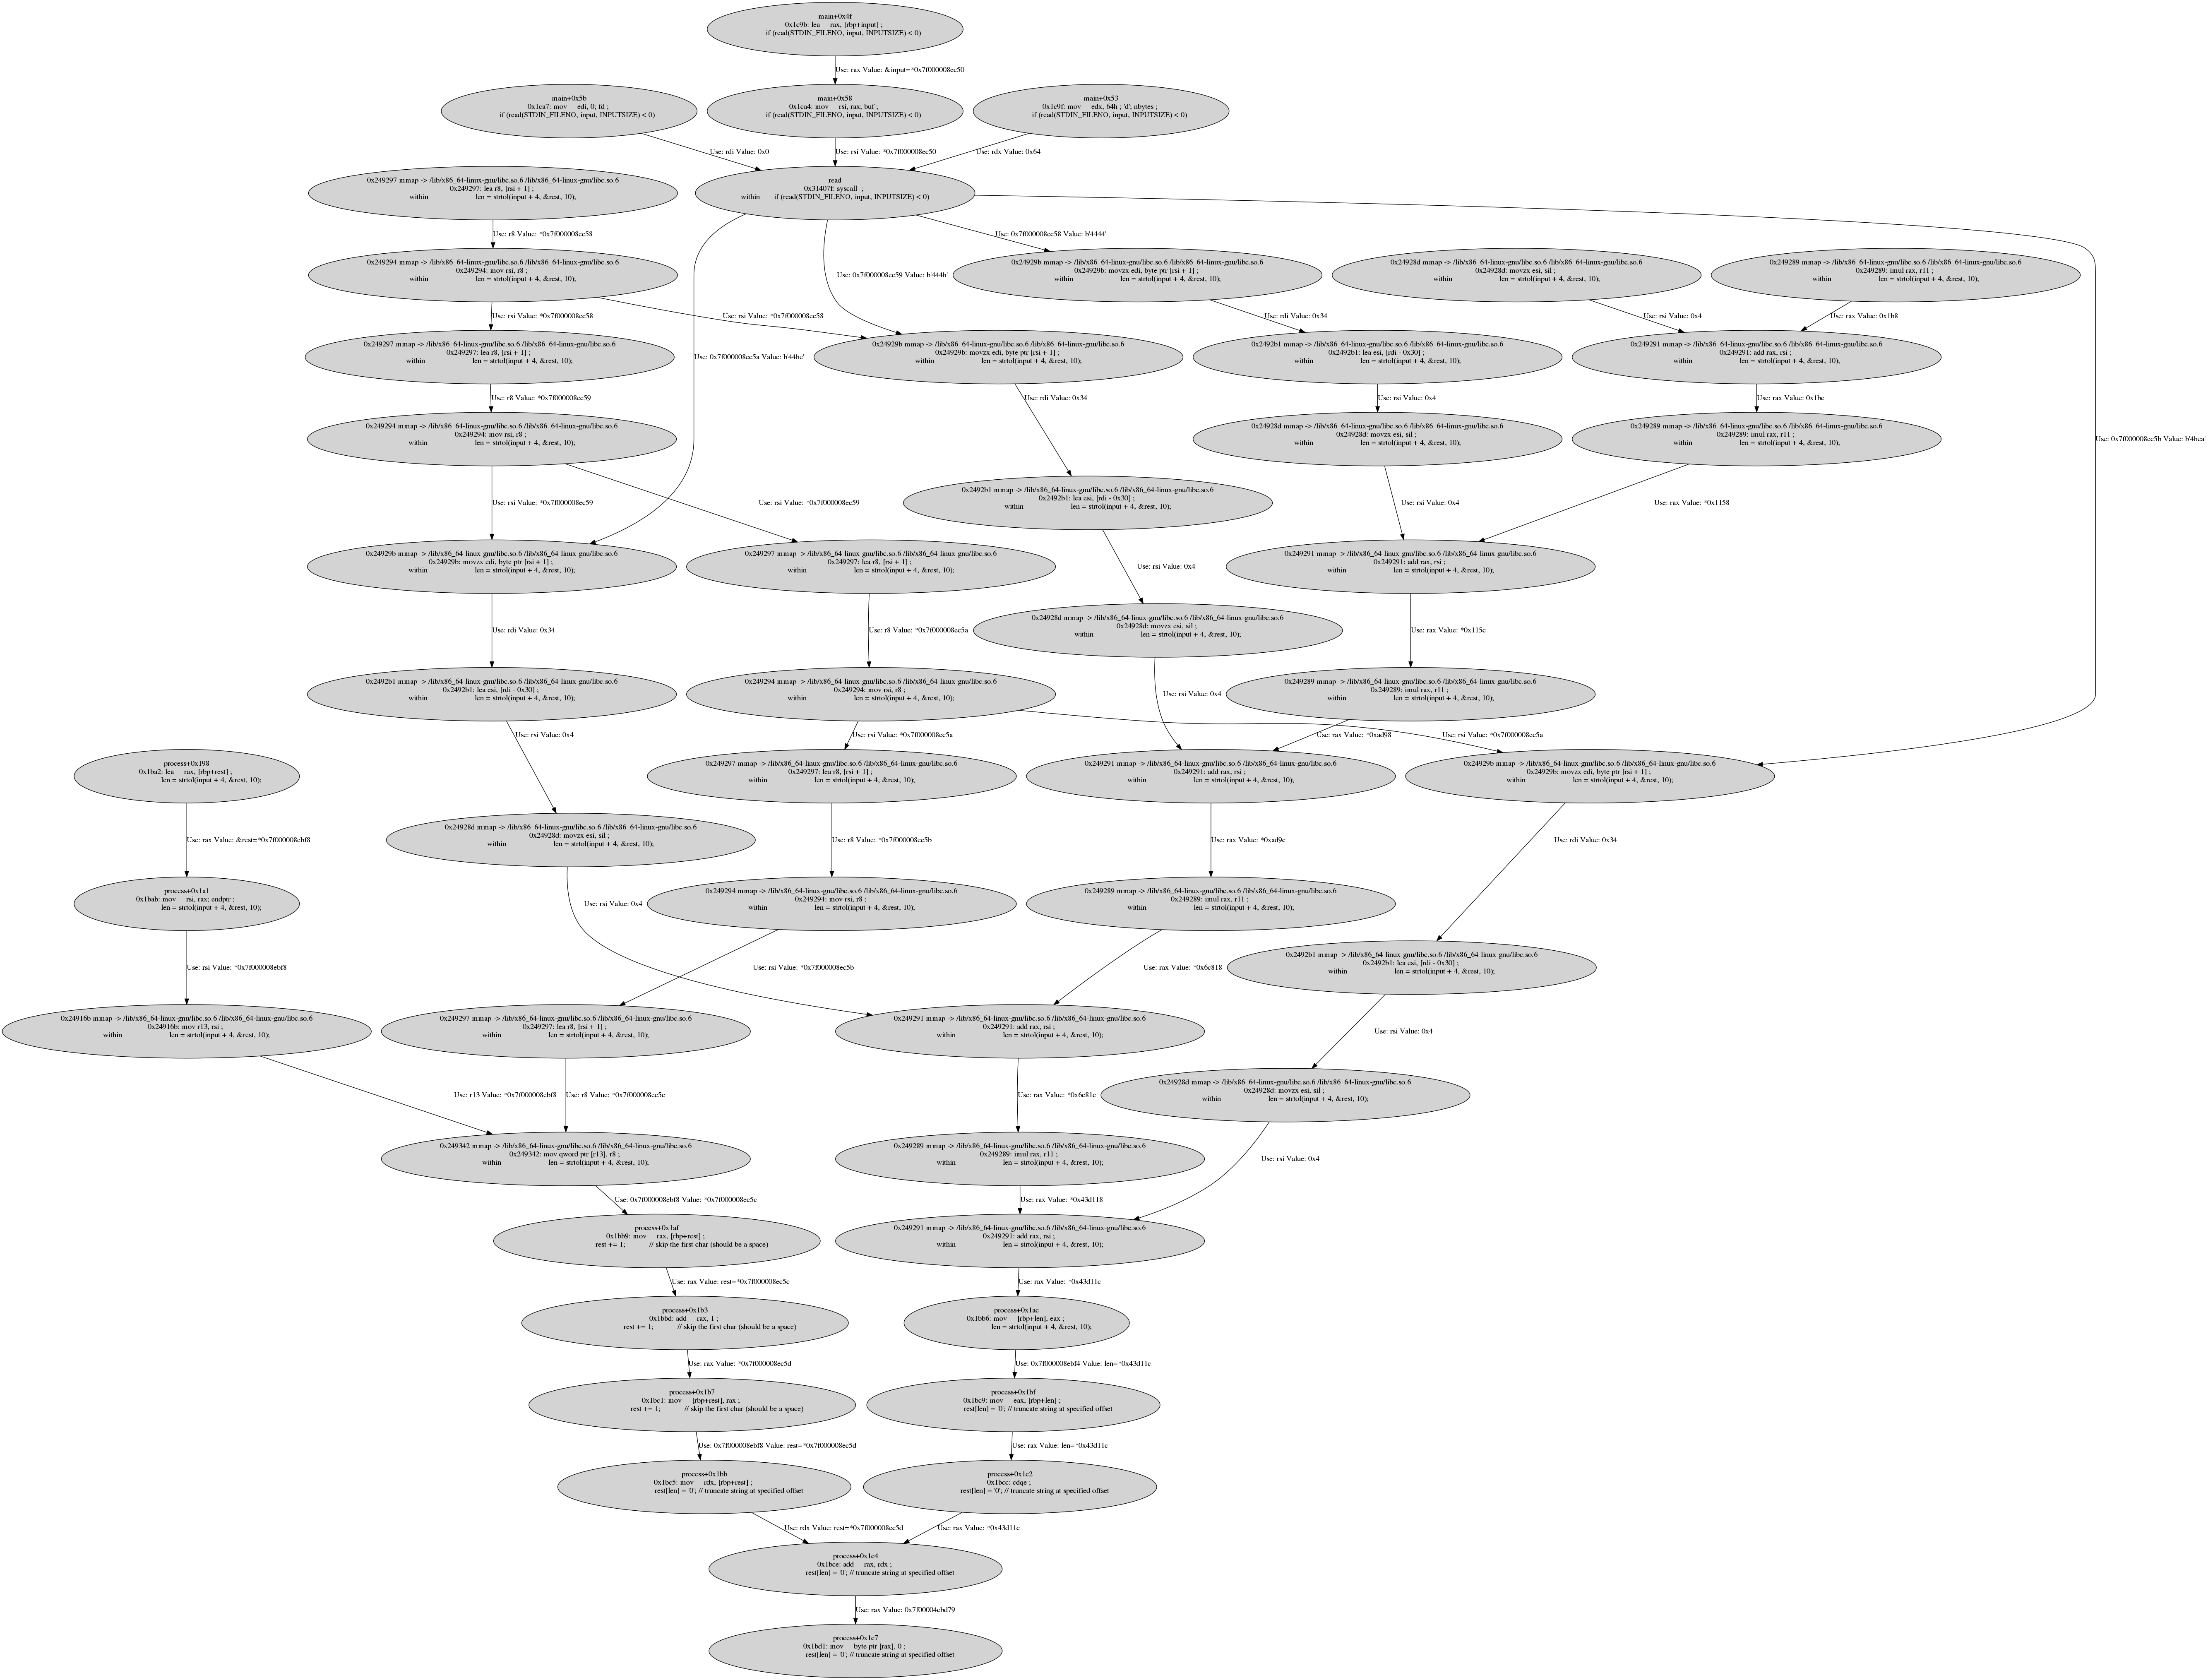 main+0x4f
0x1c9b: lea rax, [rbp+input] ;
if (read(STDIN_FILENO, input, INPUTSIZE) < 0)
Use: rax Value: &input=*0x7f000008ec50
main+0x5b
0x1ca7: mov edi, 0; fd ;
if (read(STDIN_FILENO, input, INPUTSIZE) < 0)
main+0x58
0x1ca4: mov rsi, rax; buf ;
if (read(STDIN_FILENO, input, INPUTSIZE) < 0)
main+0x53
0x1c9f: mov edx, 64h ; 'd'; nbytes ;
if (read(STDIN_FILENO, input, INPUTSIZE) < 0)
Use: rdi Value: 0x0
Use: rsi Value: *0x7f000008ec50
Use: rdx Value: 0x64
0x249297 mmap -> /lib/x86_64-linux-gnu/libc.so.6 /lib/x86_64-linux-gnu/libc.so.6
0x249297: lea r8, [rsi + 1] ;
within len = strtol(input + 4, &rest, 10);
read
0x31407f: syscall ;
within if (read(STDIN_FILENO, input, INPUTSIZE) < 0)
Use: r8 Value: *0x7f000008ec58
Use: 0x7f000008ec58 Value: b'4444'
0x249294 mmap -> /lib/x86_64-linux-gnu/libc.so.6 /lib/x86_64-linux-gnu/libc.so.6
0x249294: mov rsi, r8 ;
within len = strtol(input + 4, &rest, 10);
Use: 0x7f000008ec59 Value: b'444h'
0x24929b mmap -> /lib/x86_64-linux-gnu/libc.so.6 /lib/x86_64-linux-gnu/libc.so.6
0x24929b: movzx edi, byte ptr [rsi + 1] ;
within len = strtol(input + 4, &rest, 10);
0x24928d mmap -> /lib/x86_64-linux-gnu/libc.so.6 /lib/x86_64-linux-gnu/libc.so.6
0x24928d: movzx esi, sil ;
within len = strtol(input + 4, &rest, 10);
0x249289 mmap -> /lib/x86_64-linux-gnu/libc.so.6 /lib/x86_64-linux-gnu/libc.so.6
0x249289: imul rax, r11 ;
within len = strtol(input + 4, &rest, 10);
Use: rsi Value: *0x7f000008ec58
Use: rsi Value: *0x7f000008ec58
Use: rdi Value: 0x34
Use: rsi Value: 0x4
Use: rax Value: 0x1b8
0x249297 mmap -> /lib/x86_64-linux-gnu/libc.so.6 /lib/x86_64-linux-gnu/libc.so.6
0x249297: lea r8, [rsi + 1] ;
within len = strtol(input + 4, &rest, 10);
Use: 0x7f000008ec5a Value: b'44he'
0x24929b mmap -> /lib/x86_64-linux-gnu/libc.so.6 /lib/x86_64-linux-gnu/libc.so.6
0x24929b: movzx edi, byte ptr [rsi + 1] ;
within len = strtol(input + 4, &rest, 10);
0x2492b1 mmap -> /lib/x86_64-linux-gnu/libc.so.6 /lib/x86_64-linux-gnu/libc.so.6
0x2492b1: lea esi, [rdi - 0x30] ;
within len = strtol(input + 4, &rest, 10);
0x249291 mmap -> /lib/x86_64-linux-gnu/libc.so.6 /lib/x86_64-linux-gnu/libc.so.6
0x249291: add rax, rsi ;
within len = strtol(input + 4, &rest, 10);
Use: r8 Value: *0x7f000008ec59
Use: rdi Value: 0x34
Use: rsi Value: 0x4
Use: rax Value: 0x1bc
0x249294 mmap -> /lib/x86_64-linux-gnu/libc.so.6 /lib/x86_64-linux-gnu/libc.so.6
0x249294: mov rsi, r8 ;
within len = strtol(input + 4, &rest, 10);
0x24928d mmap -> /lib/x86_64-linux-gnu/libc.so.6 /lib/x86_64-linux-gnu/libc.so.6
0x24928d: movzx esi, sil ;
within len = strtol(input + 4, &rest, 10);
0x249289 mmap -> /lib/x86_64-linux-gnu/libc.so.6 /lib/x86_64-linux-gnu/libc.so.6
0x249289: imul rax, r11 ;
within len = strtol(input + 4, &rest, 10);
Use: 0x7f000008ec5b Value: b'4hea'
Use: rsi Value: *0x7f000008ec59
Use: rsi Value: *0x7f000008ec59
0x2492b1 mmap -> /lib/x86_64-linux-gnu/libc.so.6 /lib/x86_64-linux-gnu/libc.so.6
0x2492b1: lea esi, [rdi - 0x30] ;
within len = strtol(input + 4, &rest, 10);
Use: rsi Value: 0x4
Use: rax Value: *0x1158
0x24929b mmap -> /lib/x86_64-linux-gnu/libc.so.6 /lib/x86_64-linux-gnu/libc.so.6
0x24929b: movzx edi, byte ptr [rsi + 1] ;
within len = strtol(input + 4, &rest, 10);
0x249297 mmap -> /lib/x86_64-linux-gnu/libc.so.6 /lib/x86_64-linux-gnu/libc.so.6
0x249297: lea r8, [rsi + 1] ;
within len = strtol(input + 4, &rest, 10);
Use: rsi Value: 0x4
0x249291 mmap -> /lib/x86_64-linux-gnu/libc.so.6 /lib/x86_64-linux-gnu/libc.so.6
0x249291: add rax, rsi ;
within len = strtol(input + 4, &rest, 10);
Use: rdi Value: 0x34
Use: r8 Value: *0x7f000008ec5a
0x24928d mmap -> /lib/x86_64-linux-gnu/libc.so.6 /lib/x86_64-linux-gnu/libc.so.6
0x24928d: movzx esi, sil ;
within len = strtol(input + 4, &rest, 10);
Use: rax Value: *0x115c
0x2492b1 mmap -> /lib/x86_64-linux-gnu/libc.so.6 /lib/x86_64-linux-gnu/libc.so.6
0x2492b1: lea esi, [rdi - 0x30] ;
within len = strtol(input + 4, &rest, 10);
0x249294 mmap -> /lib/x86_64-linux-gnu/libc.so.6 /lib/x86_64-linux-gnu/libc.so.6
0x249294: mov rsi, r8 ;
within len = strtol(input + 4, &rest, 10);
Use: rsi Value: 0x4
0x249289 mmap -> /lib/x86_64-linux-gnu/libc.so.6 /lib/x86_64-linux-gnu/libc.so.6
0x249289: imul rax, r11 ;
within len = strtol(input + 4, &rest, 10);
Use: rsi Value: 0x4
Use: rsi Value: *0x7f000008ec5a
Use: rax Value: *0xad98
Use: rsi Value: *0x7f000008ec5a
process+0x198
0x1ba2: lea rax, [rbp+rest] ;
len = strtol(input + 4, &rest, 10);
0x249297 mmap -> /lib/x86_64-linux-gnu/libc.so.6 /lib/x86_64-linux-gnu/libc.so.6
0x249297: lea r8, [rsi + 1] ;
within len = strtol(input + 4, &rest, 10);
0x249291 mmap -> /lib/x86_64-linux-gnu/libc.so.6 /lib/x86_64-linux-gnu/libc.so.6
0x249291: add rax, rsi ;
within len = strtol(input + 4, &rest, 10);
0x24929b mmap -> /lib/x86_64-linux-gnu/libc.so.6 /lib/x86_64-linux-gnu/libc.so.6
0x24929b: movzx edi, byte ptr [rsi + 1] ;
within len = strtol(input + 4, &rest, 10);
Use: rax Value: &rest=*0x7f000008ebf8
0x24928d mmap -> /lib/x86_64-linux-gnu/libc.so.6 /lib/x86_64-linux-gnu/libc.so.6
0x24928d: movzx esi, sil ;
within len = strtol(input + 4, &rest, 10);
Use: r8 Value: *0x7f000008ec5b
Use: rax Value: *0xad9c
Use: rdi Value: 0x34
process+0x1a1
0x1bab: mov rsi, rax; endptr ;
len = strtol(input + 4, &rest, 10);
Use: rsi Value: 0x4
0x249294 mmap -> /lib/x86_64-linux-gnu/libc.so.6 /lib/x86_64-linux-gnu/libc.so.6
0x249294: mov rsi, r8 ;
within len = strtol(input + 4, &rest, 10);
0x249289 mmap -> /lib/x86_64-linux-gnu/libc.so.6 /lib/x86_64-linux-gnu/libc.so.6
0x249289: imul rax, r11 ;
within len = strtol(input + 4, &rest, 10);
Use: rsi Value: *0x7f000008ebf8
Use: rsi Value: *0x7f000008ec5b
Use: rax Value: *0x6c818
0x2492b1 mmap -> /lib/x86_64-linux-gnu/libc.so.6 /lib/x86_64-linux-gnu/libc.so.6
0x2492b1: lea esi, [rdi - 0x30] ;
within len = strtol(input + 4, &rest, 10);
0x24916b mmap -> /lib/x86_64-linux-gnu/libc.so.6 /lib/x86_64-linux-gnu/libc.so.6
0x24916b: mov r13, rsi ;
within len = strtol(input + 4, &rest, 10);
0x249297 mmap -> /lib/x86_64-linux-gnu/libc.so.6 /lib/x86_64-linux-gnu/libc.so.6
0x249297: lea r8, [rsi + 1] ;
within len = strtol(input + 4, &rest, 10);
0x249291 mmap -> /lib/x86_64-linux-gnu/libc.so.6 /lib/x86_64-linux-gnu/libc.so.6
0x249291: add rax, rsi ;
within len = strtol(input + 4, &rest, 10);
Use: rsi Value: 0x4
Use: r13 Value: *0x7f000008ebf8
Use: r8 Value: *0x7f000008ec5c
Use: rax Value: *0x6c81c
0x24928d mmap -> /lib/x86_64-linux-gnu/libc.so.6 /lib/x86_64-linux-gnu/libc.so.6
0x24928d: movzx esi, sil ;
within len = strtol(input + 4, &rest, 10);
0x249342 mmap -> /lib/x86_64-linux-gnu/libc.so.6 /lib/x86_64-linux-gnu/libc.so.6
0x249342: mov qword ptr [r13], r8 ;
within len = strtol(input + 4, &rest, 10);
0x249289 mmap -> /lib/x86_64-linux-gnu/libc.so.6 /lib/x86_64-linux-gnu/libc.so.6
0x249289: imul rax, r11 ;
within len = strtol(input + 4, &rest, 10);
Use: rsi Value: 0x4
Use: 0x7f000008ebf8 Value: *0x7f000008ec5c
Use: rax Value: *0x43d118
process+0x1af
0x1bb9: mov rax, [rbp+rest] ;
rest += 1; // skip the first char (should be a space)
0x249291 mmap -> /lib/x86_64-linux-gnu/libc.so.6 /lib/x86_64-linux-gnu/libc.so.6
0x249291: add rax, rsi ;
within len = strtol(input + 4, &rest, 10);
Use: rax Value: rest=*0x7f000008ec5c
Use: rax Value: *0x43d11c
process+0x1b3
0x1bbd: add rax, 1 ;
rest += 1; // skip the first char (should be a space)
process+0x1ac
0x1bb6: mov [rbp+len], eax ;
len = strtol(input + 4, &rest, 10);
Use: rax Value: *0x7f000008ec5d
Use: 0x7f000008ebf4 Value: len=*0x43d11c
process+0x1b7
0x1bc1: mov [rbp+rest], rax ;
rest += 1; // skip the first char (should be a space)
process+0x1bf
0x1bc9: mov eax, [rbp+len] ;
rest[len] = '0'; // truncate string at specified offset
Use: 0x7f000008ebf8 Value: rest=*0x7f000008ec5d
Use: rax Value: len=*0x43d11c
process+0x1bb
0x1bc5: mov rdx, [rbp+rest] ;
rest[len] = '0'; // truncate string at specified offset
process+0x1c2
0x1bcc: cdqe ;
rest[len] = '0'; // truncate string at specified offset
Use: rdx Value: rest=*0x7f000008ec5d
Use: rax Value: *0x43d11c
process+0x1c4
0x1bce: add rax, rdx ;
rest[len] = '0'; // truncate string at specified offset
Use: rax Value: 0x7f00004cbd79
process+0x1c7
0x1bd1: mov byte ptr [rax], 0 ;
rest[len] = '0'; // truncate string at specified offset